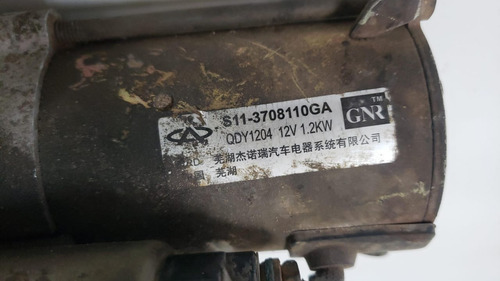 S11-3708110GA
QDY1204 12V 1.2KW
GNR TM
芜湖杰诺瑞汽车电器系统有限公司
芜湖